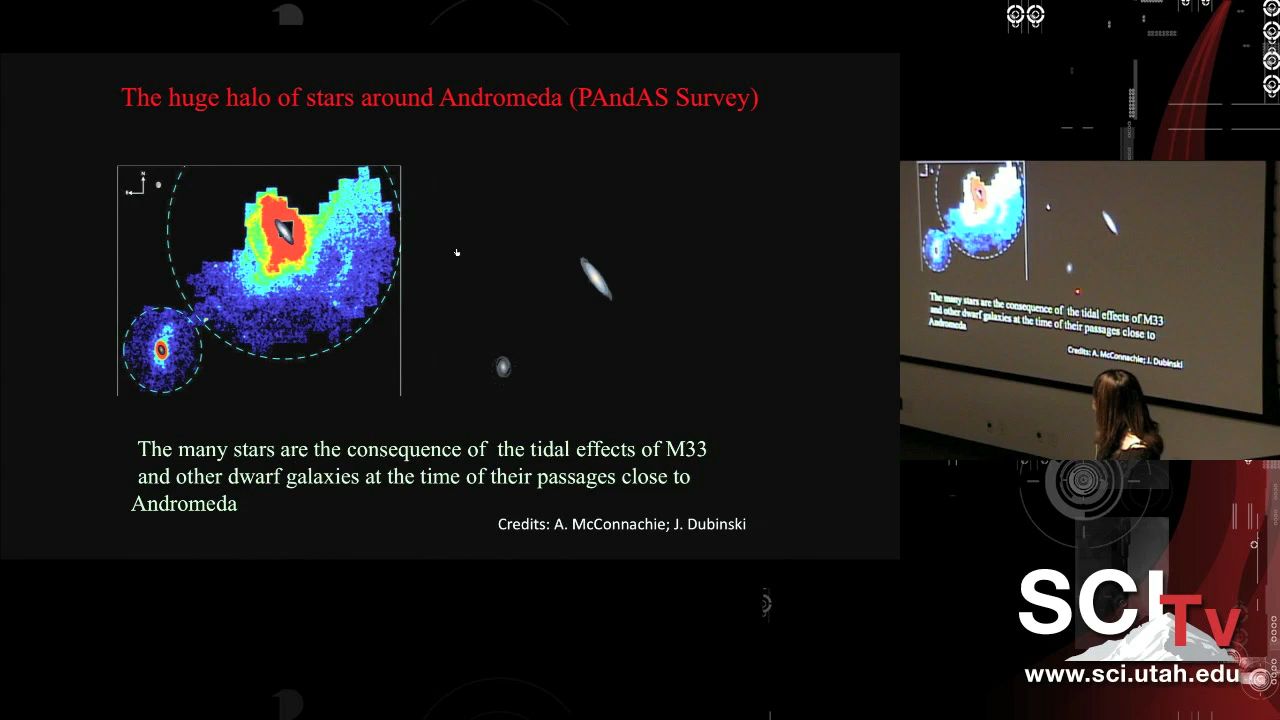 The huge halo of stars around Andromeda (PAndAS Survey)
N
The many stars are the consequence of the tidal effects of M33
and other dwarf galaxies at the time of their passages close to
Andromeda
Credits: A. McConnachie; J. Dubinski
The many stars are the consequence of the tidal effects of M33
and other dwarf galaxies at the time of their passages close to
Andromeda
Credits: A. McConnachie; J. Dubinski
SCI
TV
www.sci.utah.edu